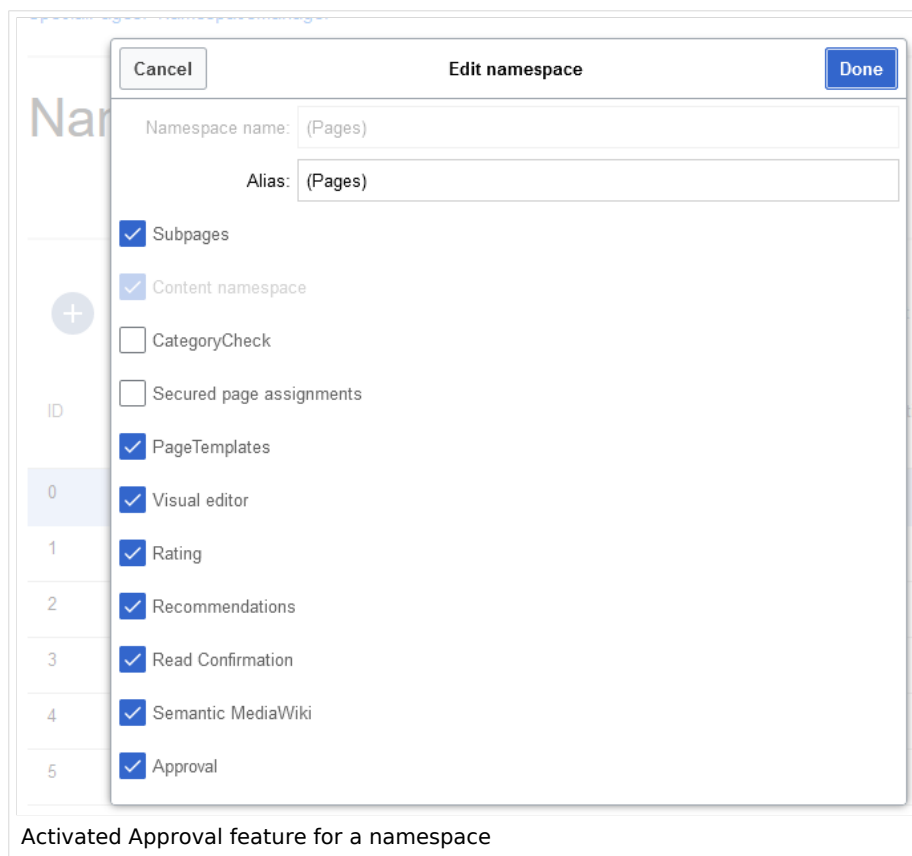 Cancel Edit namespace Done
Nar
Namespace name: (Pages)
Alias: (Pages)
Subpages
Content namespace
CategoryCheck
Secured page assignments
ID
PageTemplates
0
Visual editor
1
Rating
2
Recommendations
3
Read Confirmation
4
Semantic MediaWiki
5
Approval
Activated Approval feature for a namespace